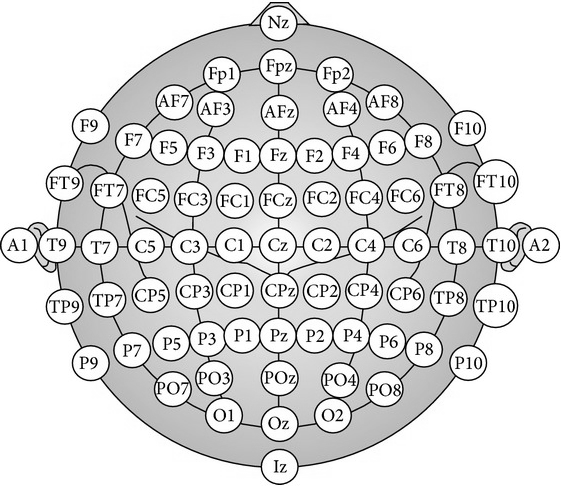 Nz
Fp1 Fpz Fp2
AF7 AF3 AFz AF4 AF8
F9 F10
F7 F5 F3 F1 Fz F2 F4 F6 F8
FT9 FT7 FC5 FC3 FC1 FCz FC2 FC4 FC6 FT8 FT10
A1 T9 T7 C5 C3 C1 Cz C2 C4 C6 T8 T10 A2
TP9 TP7 CP5 CP3 CP1 CPz CP2 CP4 CP6 TP8 TP10
P9 P7 P5 P3 P1 Pz P2 P4 P6 P8 P10
PO7 PO3 POz PO4 PO8
O1 Oz O2
Iz